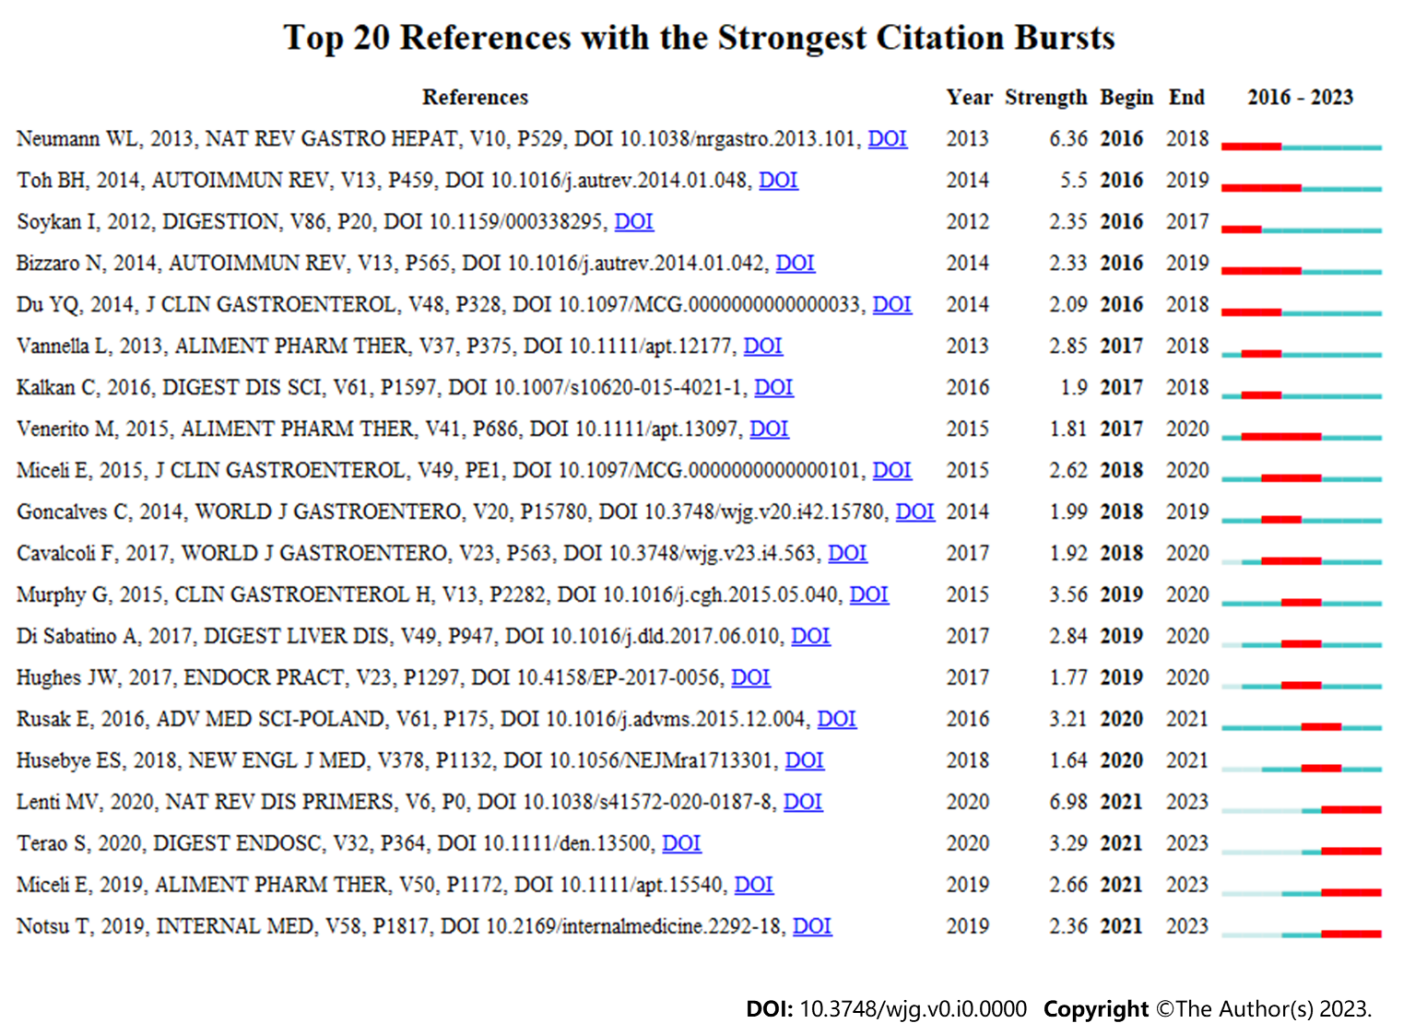 Top 20 References with the Strongest Citation Bursts
References Year Strength Begin End 2016 - 2023
Neumann WL, 2013, NAT REV GASTRO HEPAT, V10, P529, DOI 10.1038/nrgastro.2013.101, DOI 2013 6.36 2016 2018
Toh BH, 2014, AUTOIMMUN REV, V13, P459, DOI 10.1016/j.autrev.2014.01.048, DOI 2014 5.5 2016 2019
Soykan I, 2012, DIGESTION, V86, P20, DOI 10.1159/000338295, DOI 2012 2.35 2016 2017
Bizzaro N, 2014, AUTOIMMUN REV, V13, P565, DOI 10.1016/j.autrev.2014.01.042, DOI 2014 2.33 2016 2019
Du YQ, 2014, J CLIN GASTROENTEROL, V48, P328, DOI 10.1097/MCG.0000000000000033, DOI 2014 2.09 2016 2018
Vannella L, 2013, ALIMENT PHARM THER, V37, P375, DOI 10.1111/apt.12177, DOI 2013 2.85 2017 2018
Kalkan C, 2016, DIGEST DIS SCI, V61, P1597, DOI 10.1007/s10620-015-4021-1, DOI 2016 1.9 2017 2018
Venerito M, 2015, ALIMENT PHARM THER, V41, P686, DOI 10.1111/apt.13097, DOI 2015 1.81 2017 2020
Miceli E, 2015, J CLIN GASTROENTEROL, V49, PE1, DOI 10.1097/MCG.0000000000000101, DOI 2015 2.62 2018 2020
Goncalves C, 2014, WORLD J GASTROENTERO, V20, P15780, DOI 10.3748/wjg.v20.i42.15780, DOI 2014 1.99 2018 2019
Cavalcoli F, 2017, WORLD J GASTROENTERO, V23, P563, DOI 10.3748/wjg.v23.i4.563, DOI 2017 1.92 2018 2020
Murphy G, 2015, CLIN GASTROENTEROL H, V13, P2282, DOI 10.1016/j.cgh.2015.05.040, DOI 2015 3.56 2019 2020
Di Sabatino A, 2017, DIGEST LIVER DIS, V49, P947, DOI 10.1016/j.dld.2017.06.010, DOI 2017 2.84 2019 2020
Hughes JW, 2017, ENDOCR PRACT, V23, P1297, DOI 10.4158/EP-2017-0056, DOI 2017 1.77 2019 2020
Rusak E, 2016, ADV MED SCI-POLAND, V61, P175, DOI 10.1016/j.advms.2015.12.004, DOI 2016 3.21 2020 2021
Husebye ES, 2018, NEW ENGL J MED, V378, P1132, DOI 10.1056/NEJMra1713301, DOI 2018 1.64 2020 2021
Lenti MV, 2020, NAT REV DIS PRIMERS, V6, P0, DOI 10.1038/s41572-020-0187-8, DOI 2020 6.98 2021 2023
Terao S, 2020, DIGEST ENDOSC, V32, P364, DOI 10.1111/den.13500, DOI 2020 3.29 2021 2023
Miceli E, 2019, ALIMENT PHARM THER, V50, P1172, DOI 10.1111/apt.15540, DOI 2019 2.66 2021 2023
Notsu T, 2019, INTERNAL MED, V58, P1817, DOI 10.2169/internalmedicine.2292-18, DOI 2019 2.36 2021 2023
DOI: 10.3748/wjg.v0.i0.0000 Copyright ©The Author(s) 2023.